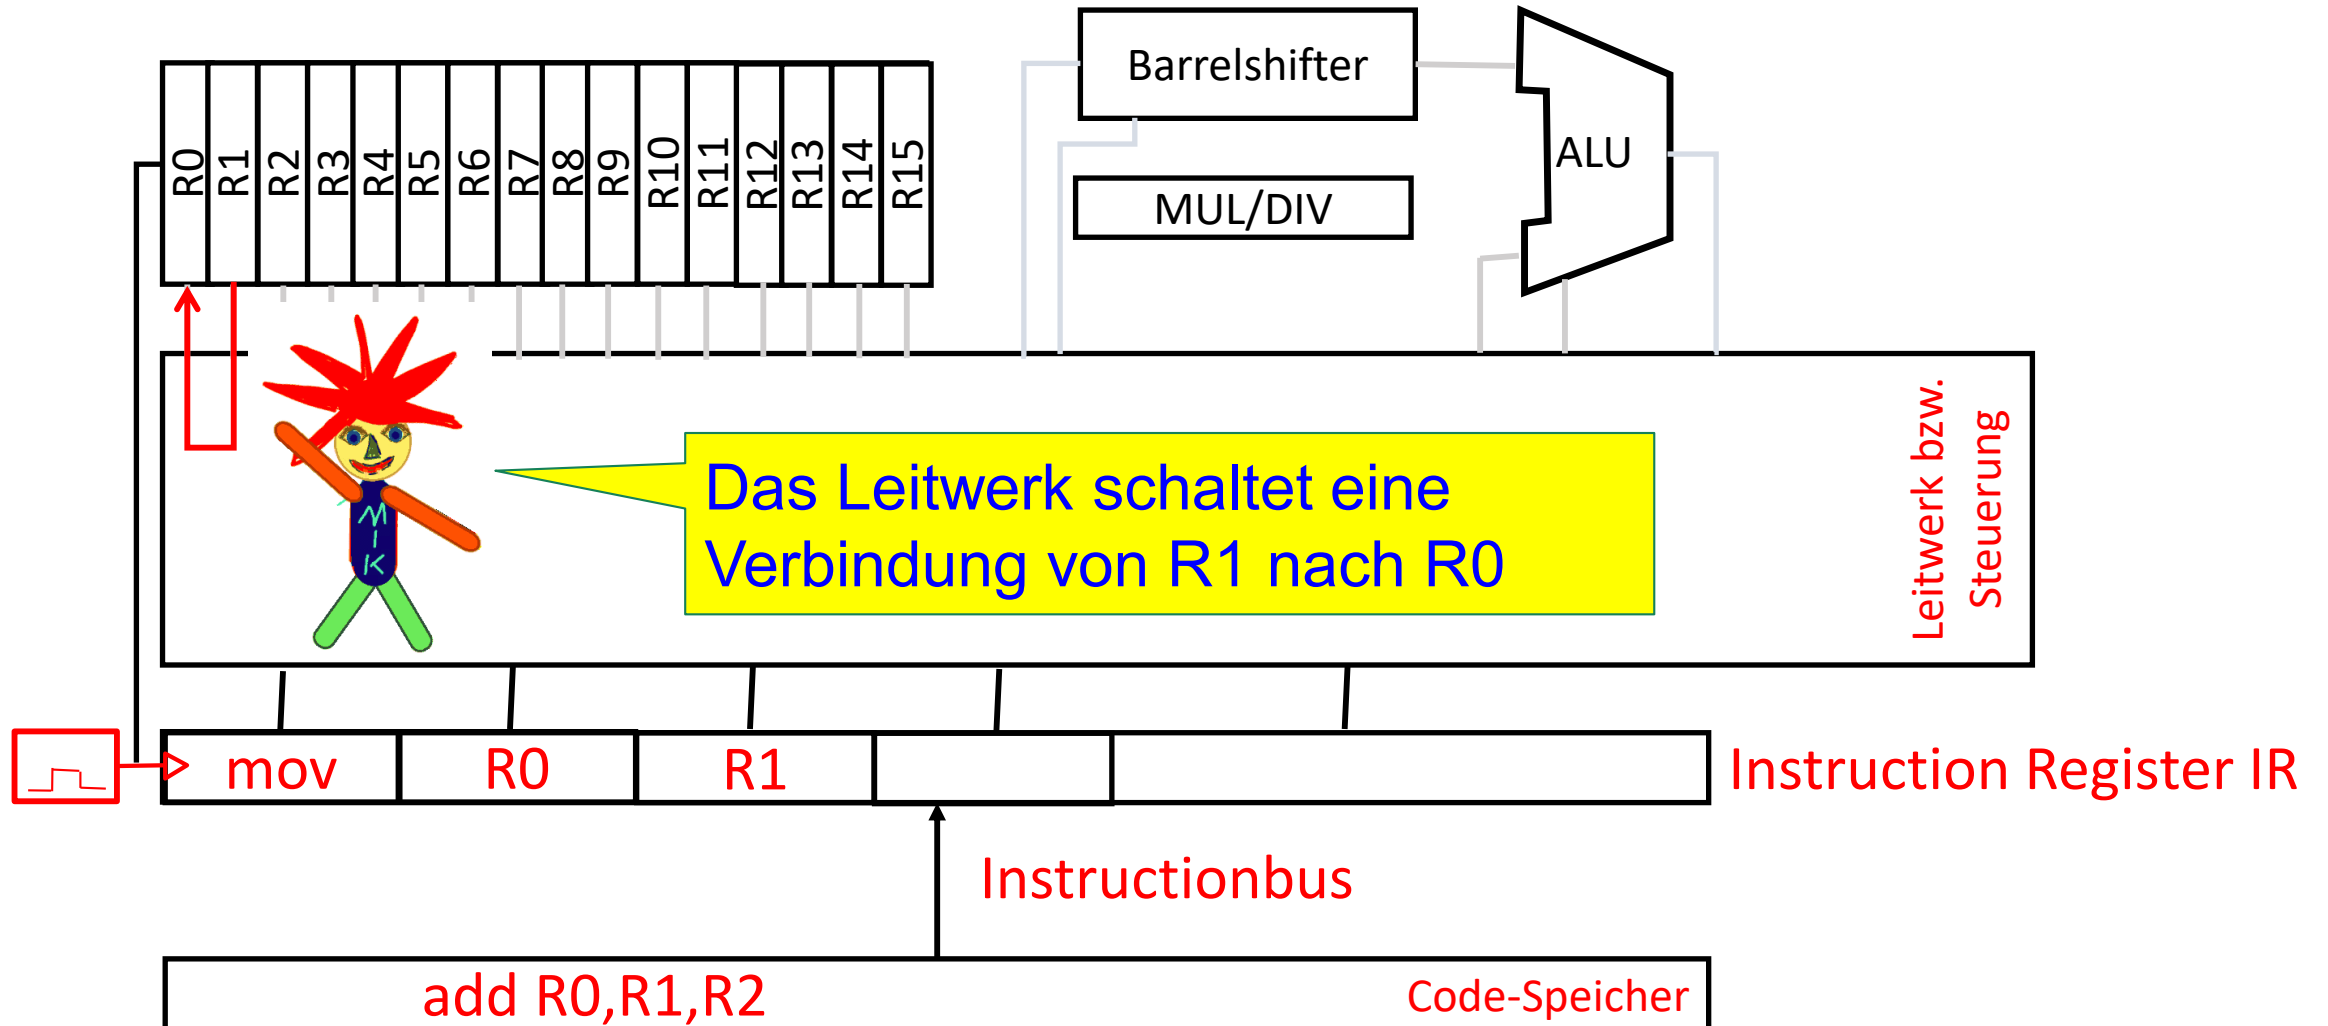 R0
R1
R2
R3
R4
R5
R6
R7
R8
R9
R10
R11
R12
R13
R14
R15
Barrelshifter
MUL/DIV
ALU
MIK
Das Leitwerk schaltet eine
Verbindung von R1 nach R0
Leitwerk bzw.
Steuerung
mov
R0
R1
Instruction Register IR
Instructionbus
add R0,R1,R2
Code-Speicher